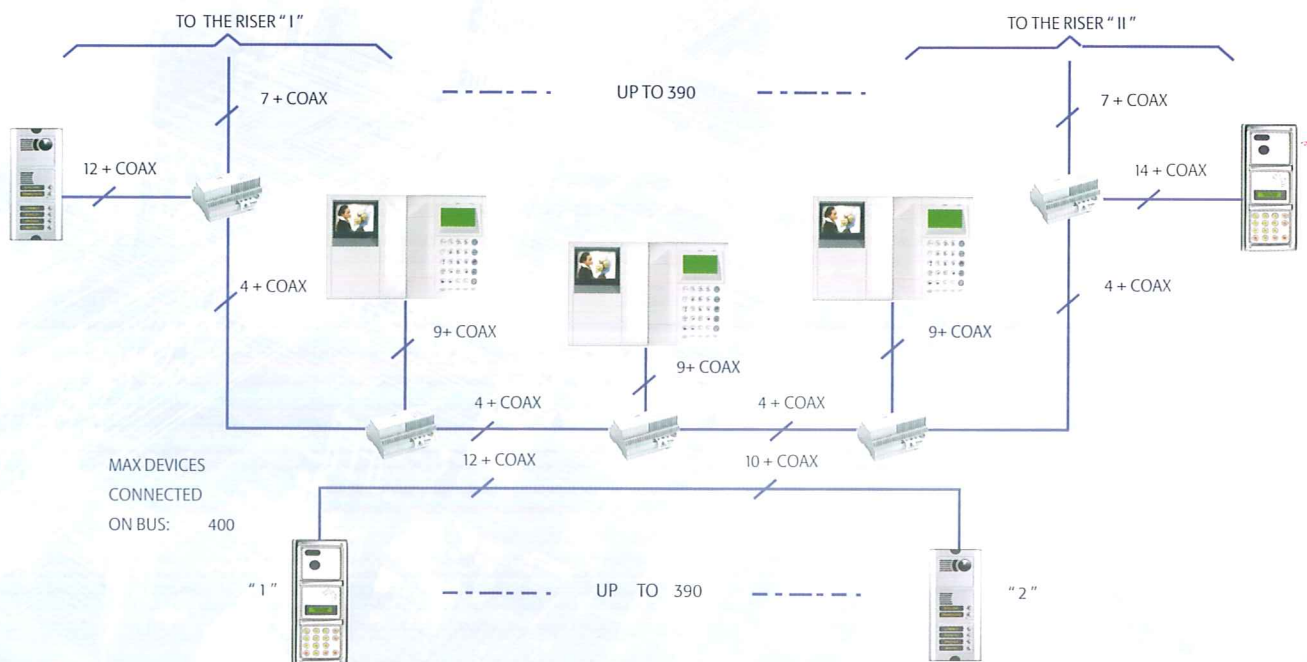 TO THE RISER “ I ”
TO THE RISER “ II ”
7 + COAX
UP TO 390
7 + COAX
12 + COAX
14 + COAX
4 + COAX
4 + COAX
9+ COAX
9+ COAX
9+ COAX
4 + COAX
4 + COAX
12 + COAX
10 + COAX
MAX DEVICES
CONNECTED
ON BUS: 400
“ 1 ”
UP TO 390
“ 2 ”